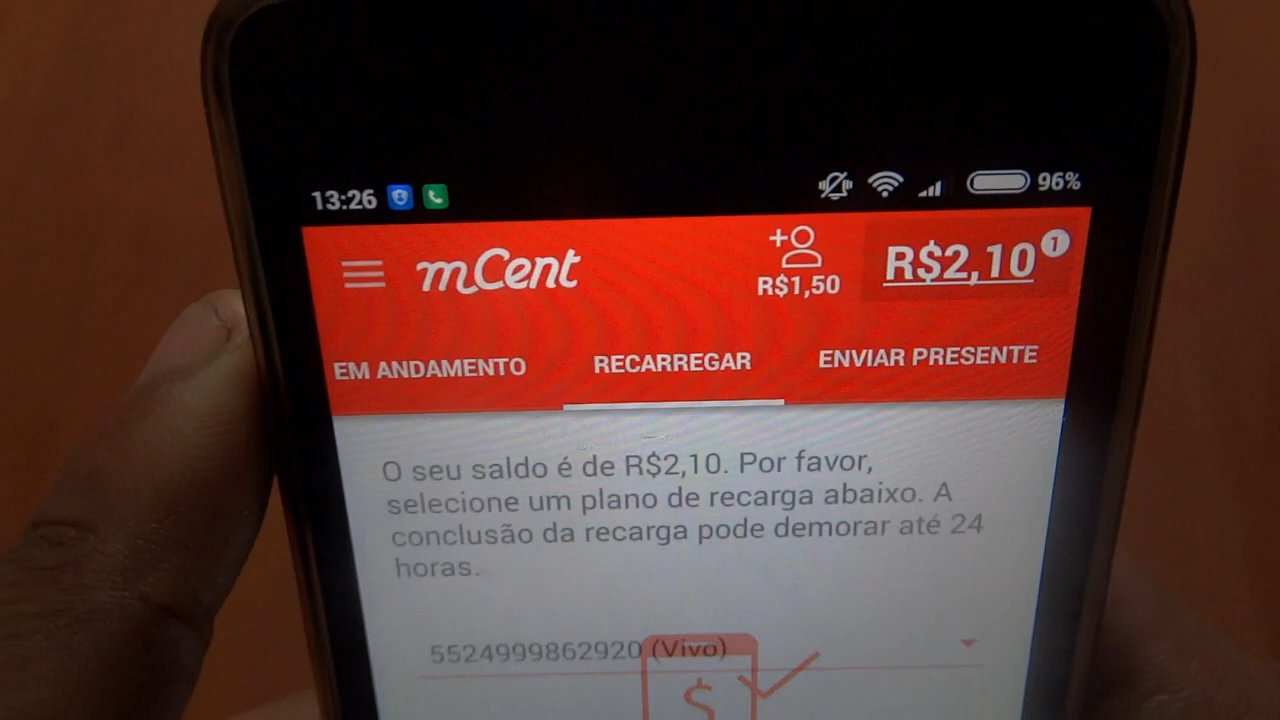 13:26 96%
mCent R$1,50 R$2,10 1
EM ANDAMENTO RECARREGAR ENVIAR PRESENTE
O seu saldo é de R$2,10. Por favor,
selecione um plano de recarga abaixo. A
conclusão da recarga pode demorar até 24
horas.
5524999862920 (Vivo)
$